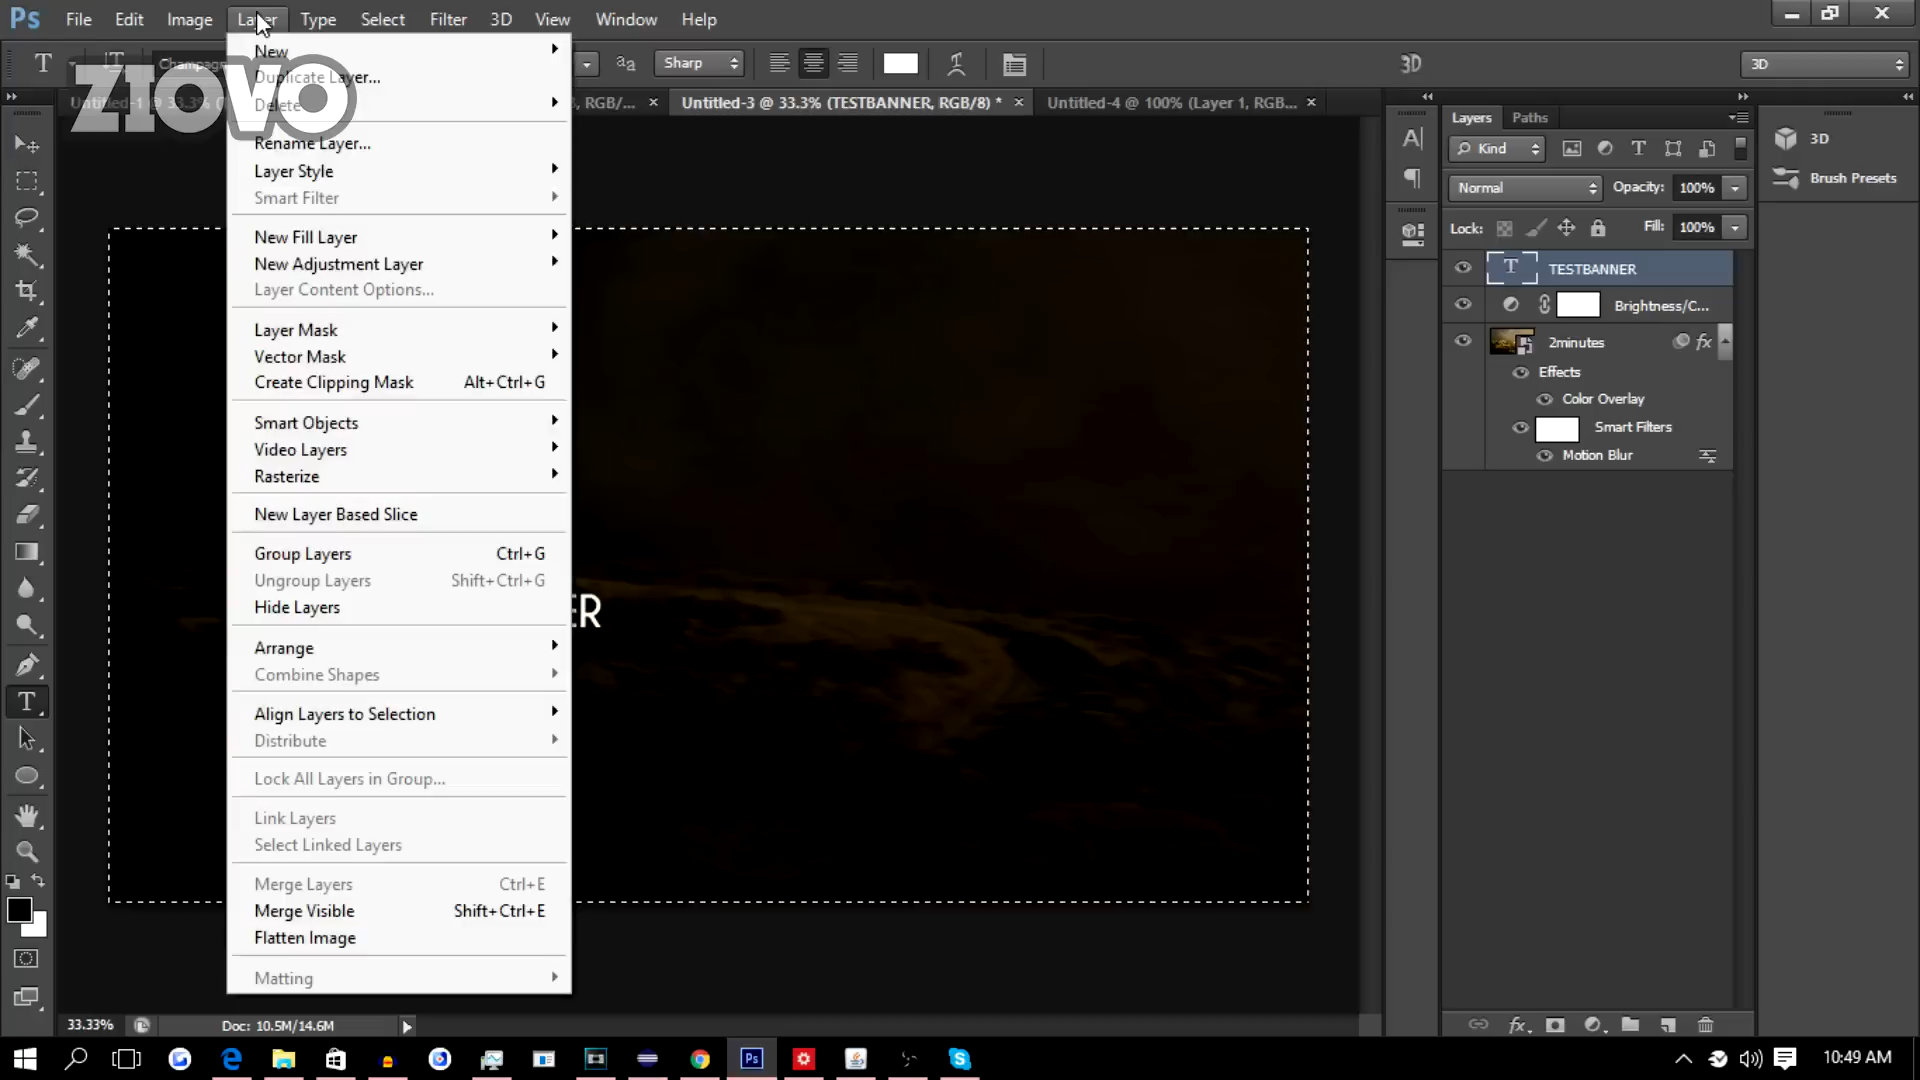 Ps File Edit Image Layer Type Select Filter 3D View Window Help
T Sharp 3D 3D
ZIOVO
Untitled-1 @ 33.3% RGB/... × Untitled-3 @ 33.3% (TESTBANNER, RGB/8) * × Untitled-4 @ 100% (Layer 1, RGB... ×
New
Duplicate Layer...
Delete
Rename Layer...
Layer Style
Smart Filter
New Fill Layer
New Adjustment Layer
Layer Content Options...
Layer Mask
Vector Mask
Create Clipping Mask Alt+Ctrl+G
Smart Objects
Video Layers
Rasterize
New Layer Based Slice
Group Layers Ctrl+G
Ungroup Layers Shift+Ctrl+G
Hide Layers
Arrange
Combine Shapes
Align Layers to Selection
Distribute
Lock All Layers in Group...
Link Layers
Select Linked Layers
Merge Layers Ctrl+E
Merge Visible Shift+Ctrl+E
Flatten Image
Matting
ER
Layers Paths
Kind
Normal Opacity: 100%
Lock: Fill: 100%
TESTBANNER
Brightness/C...
2minutes fx
Effects
Color Overlay
Smart Filters
Motion Blur
3D
Brush Presets
33.33% Doc: 10.5M/14.6M
10:49 AM